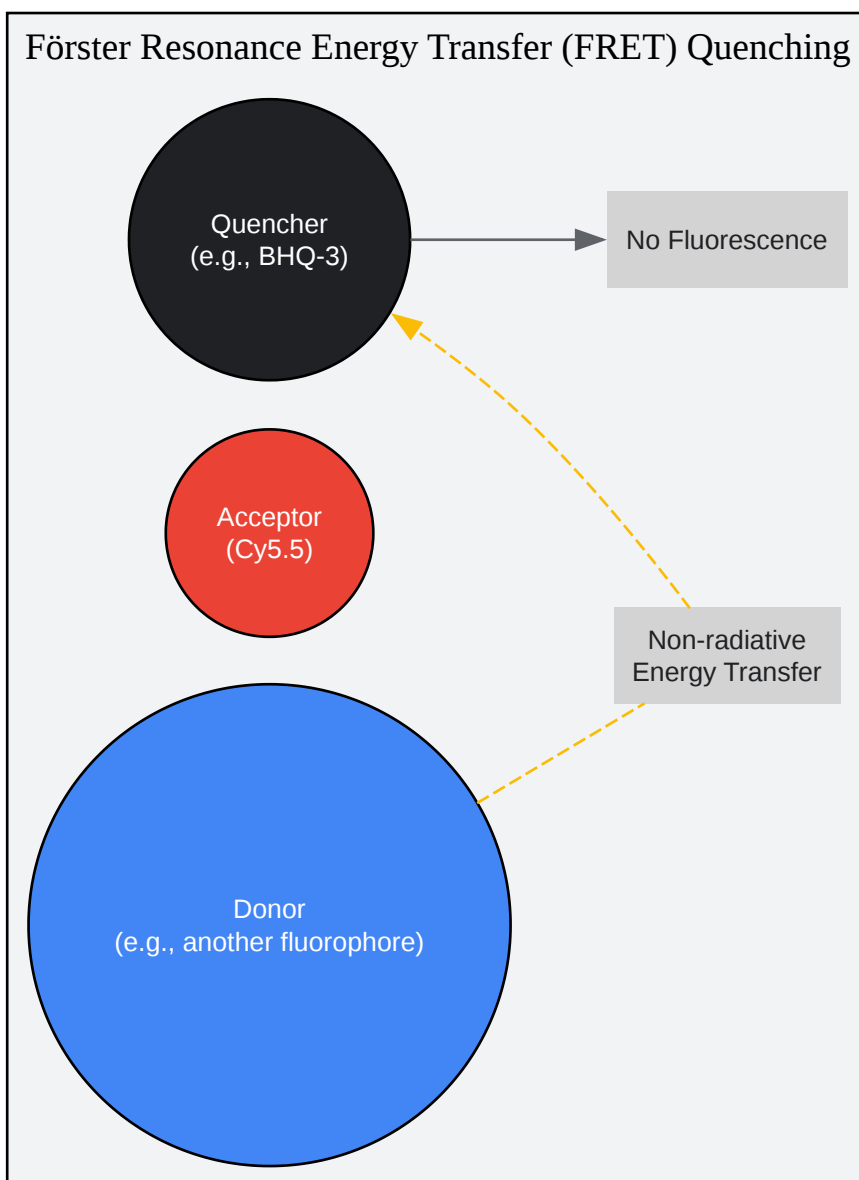 Förster Resonance Energy Transfer (FRET) Quenching
Quencher
(e.g., BHQ-3)
No Fluorescence
Acceptor
(Cy5.5)
Non-radiative
Energy Transfer
Donor
(e.g., another fluorophore)